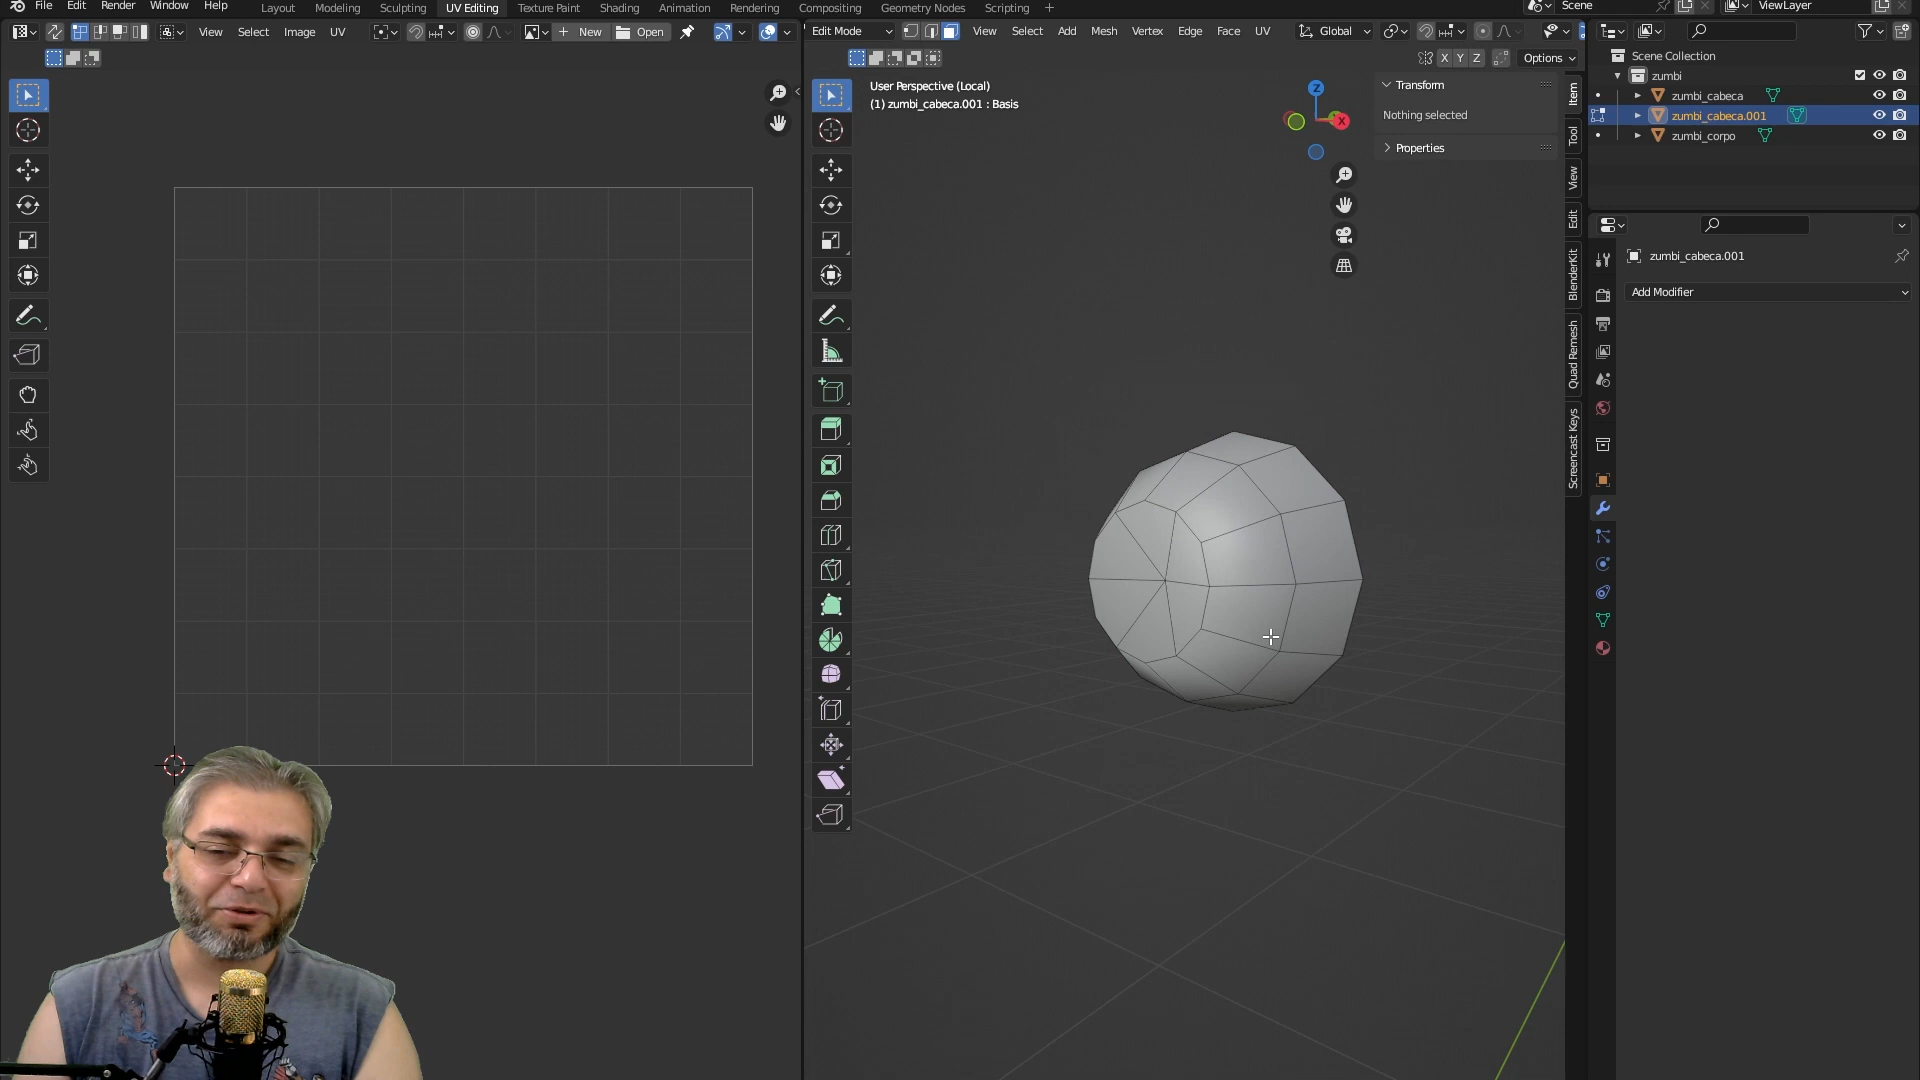 File Edit Render Window Help Layout Modeling Sculpting UV Editing Texture Paint Shading Animation Rendering Compositing Geometry Nodes Scripting + Scene ViewLayer
View Select Image UV New Open Edit Mode View Select Add Mesh Vertex Edge Face UV Global
X Y Z Options
User Perspective (Local)
(1) zumbi_cabeca.001 : Basis
Z
X
Transform
Nothing selected
Properties
Item
Tool
View
Edit
BlenderKit
Quad Remesh
Screencast Keys
Scene Collection
zumbi
zumbi_cabeca
zumbi_cabeca.001
zumbi_corpo
zumbi_cabeca.001
Add Modifier